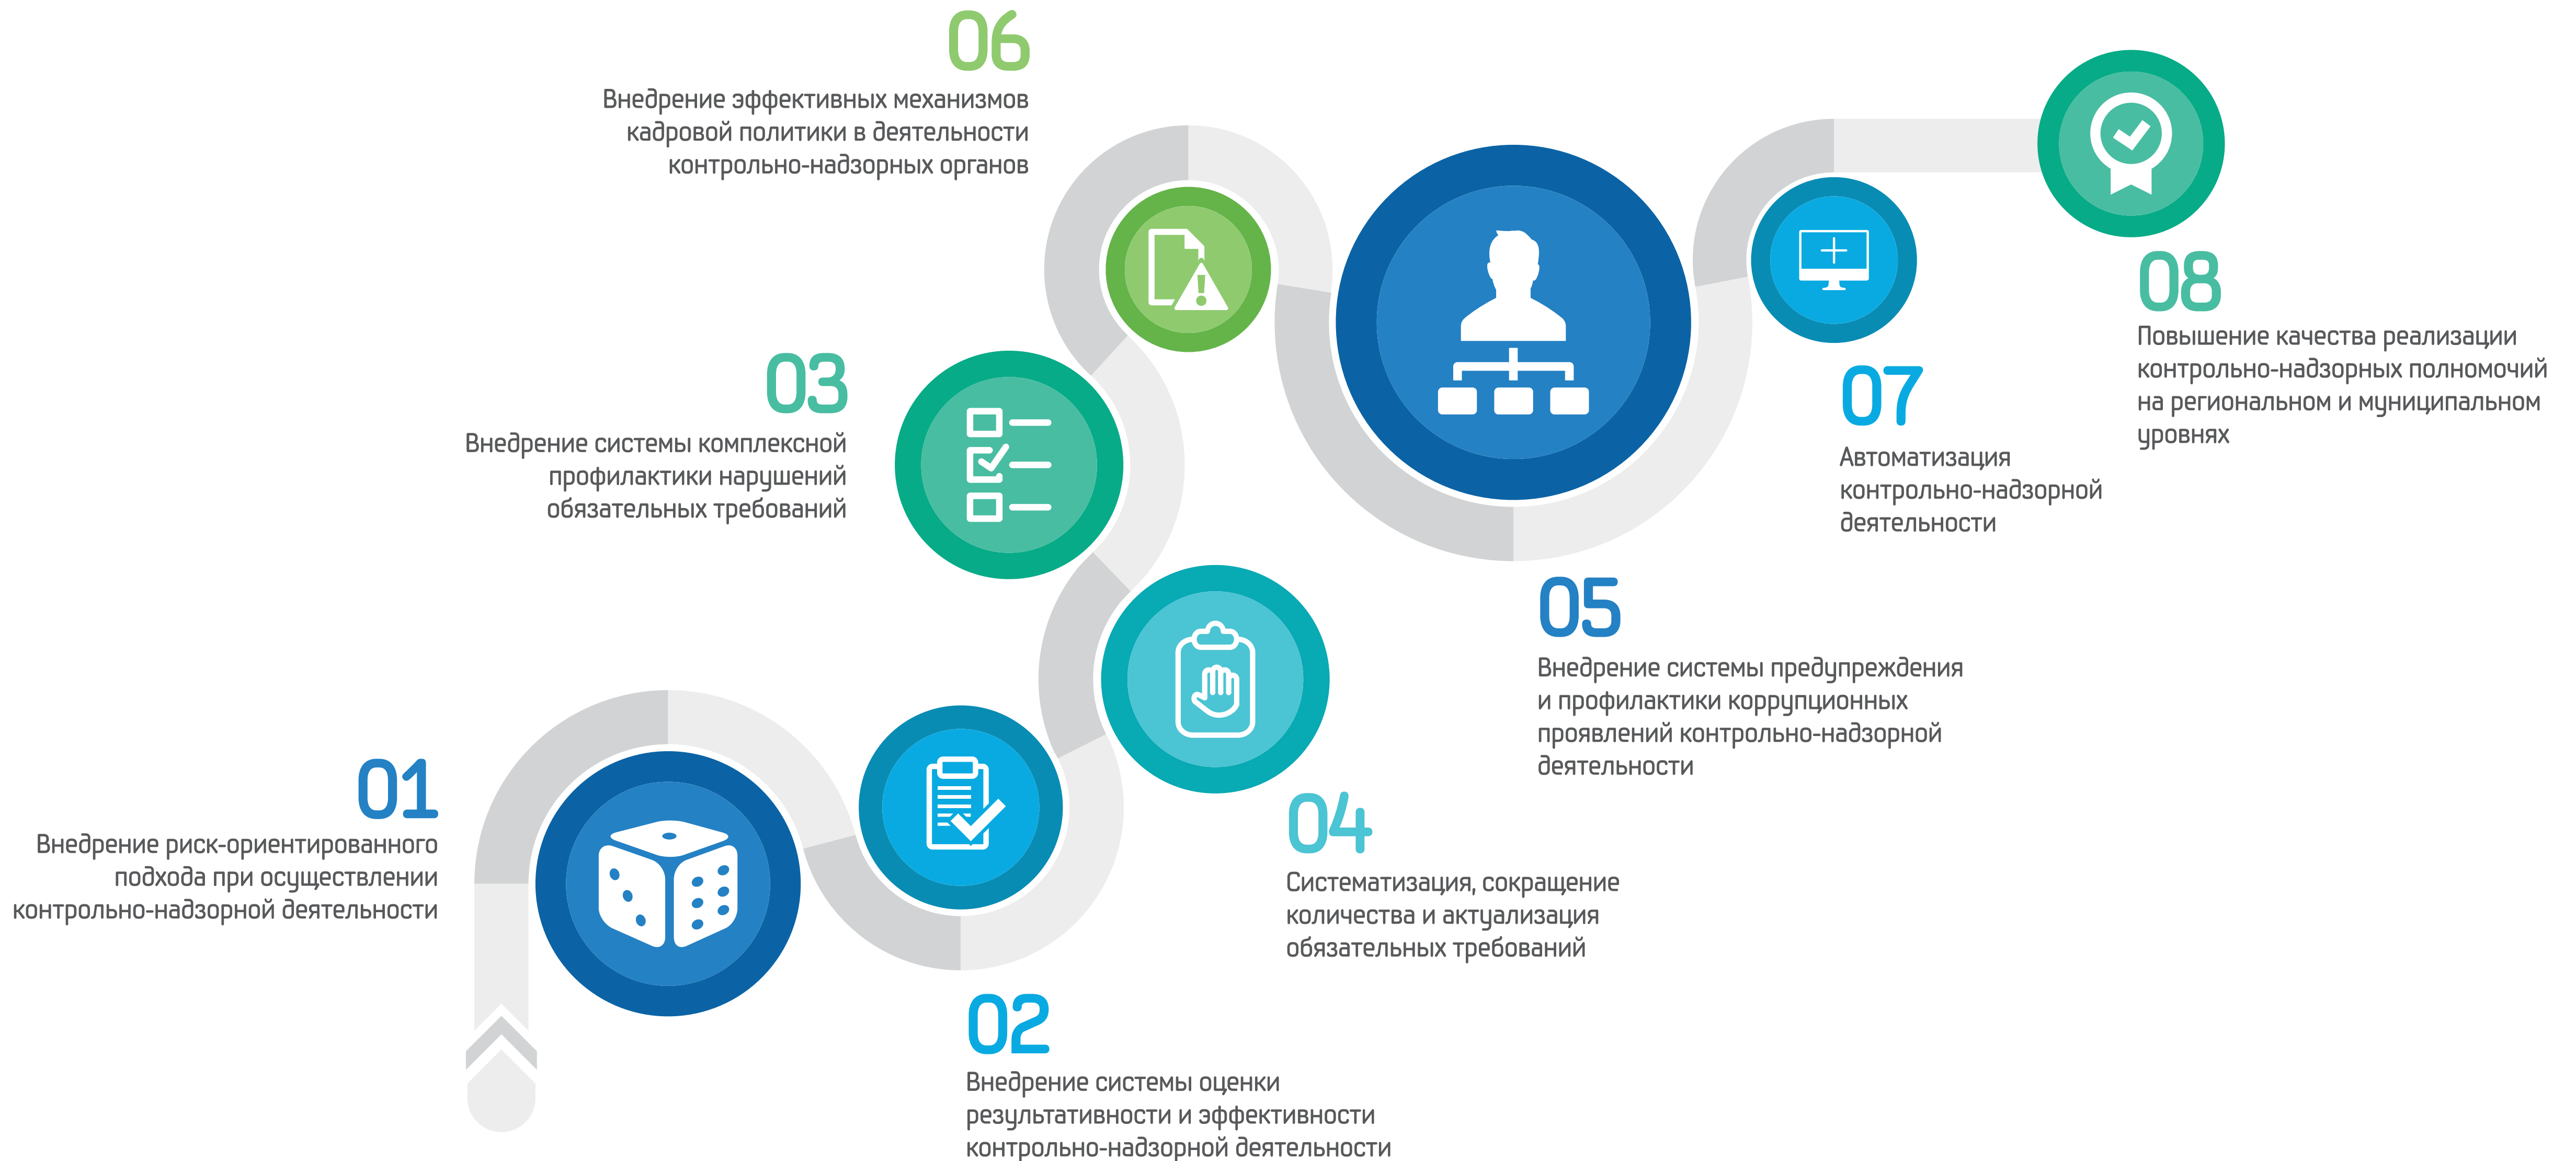 01
Внедрение риск-ориентированного
подхода при осуществлении
контрольно-надзорной деятельности
02
Внедрение системы оценки
результативности и эффективности
контрольно-надзорной деятельности
03
Внедрение системы комплексной
профилактики нарушений
обязательных требований
04
Систематизация, сокращение
количества и актуализация
обязательных требований
05
Внедрение системы предупреждения
и профилактики коррупционных
проявлений контрольно-надзорной
деятельности
06
Внедрение эффективных механизмов
кадровой политики в деятельности
контрольно-надзорных органов
07
Автоматизация
контрольно-надзорной
деятельности
08
Повышение качества реализации
контрольно-надзорных полномочий
на региональном и муниципальном
уровнях